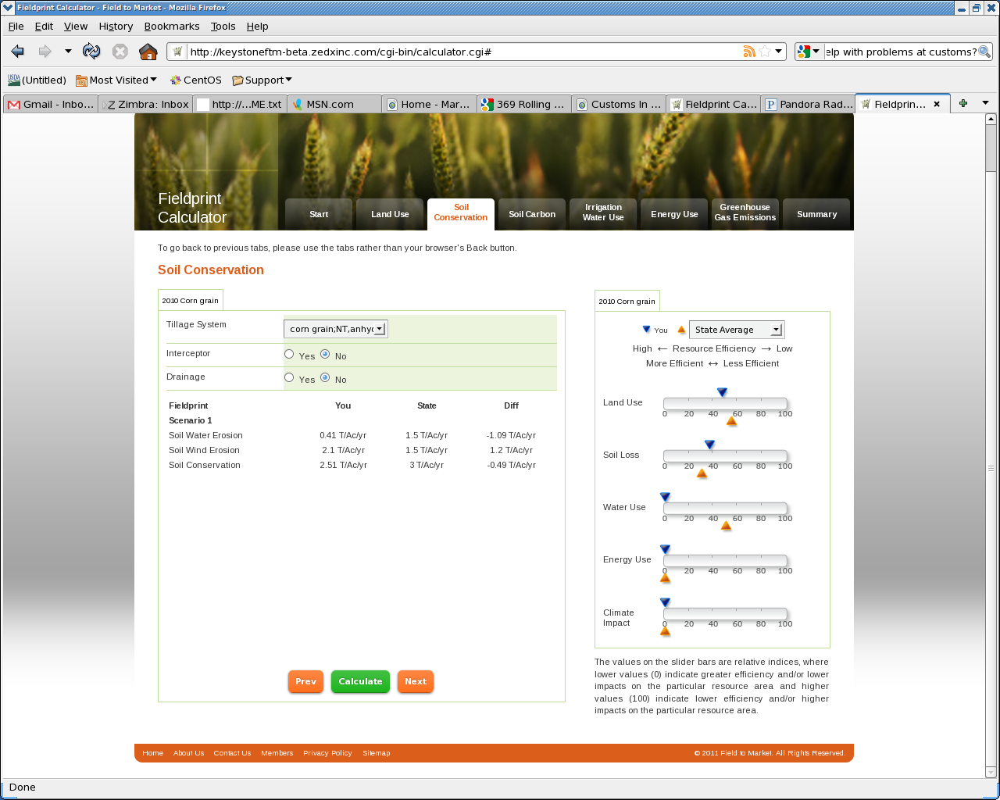 Fieldprint Calculator - Field to Market - Mozilla Firefox
File Edit View History Bookmarks Tools Help
http://keystoneftm-beta.zedxinc.com/cgi-bin/calculator.cgi#
elp with problems at customs?
USDA (Untitled) Most Visited CentOS Support
Gmail - Inbo... Zimbra: Inbox http://...ME.txt MSN.com Home - Mar... 369 Rolling ... Customs In ... Fieldprint Ca... Pandora Rad... Fieldprin...
Fieldprint
Calculator
Start
Land Use
Soil
Conservation
Soil Carbon
Irrigation
Water Use
Energy Use
Greenhouse
Gas Emissions
Summary
To go back to previous tabs, please use the tabs rather than your browser's Back button.
Soil Conservation
2010 Corn grain
Tillage System corn grain;NT,anhy
Interceptor Yes No
Drainage Yes No
Fieldprint You State Diff
Scenario 1
Soil Water Erosion 0.41 T/Ac/yr 1.5 T/Ac/yr -1.09 T/Ac/yr
Soil Wind Erosion 2.1 T/Ac/yr 1.5 T/Ac/yr 1.2 T/Ac/yr
Soil Conservation 2.51 T/Ac/yr 3 T/Ac/yr -0.49 T/Ac/yr
Prev Calculate Next
2010 Corn grain
You State Average
High ← Resource Efficiency → Low
More Efficient ↔ Less Efficient
Land Use
0 20 40 60 80 100
Soil Loss
0 20 40 60 80 100
Water Use
0 20 40 60 80 100
Energy Use
0 20 40 60 80 100
Climate
Impact
0 20 40 60 80 100
The values on the slider bars are relative indices, where
lower values (0) indicate greater efficiency and/or lower
impacts on the particular resource area and higher
values (100) indicate lower efficiency and/or higher
impacts on the particular resource area.
Home About Us Contact Us Members Privacy Policy Sitemap
© 2011 Field to Market. All Rights Reserved.
Done